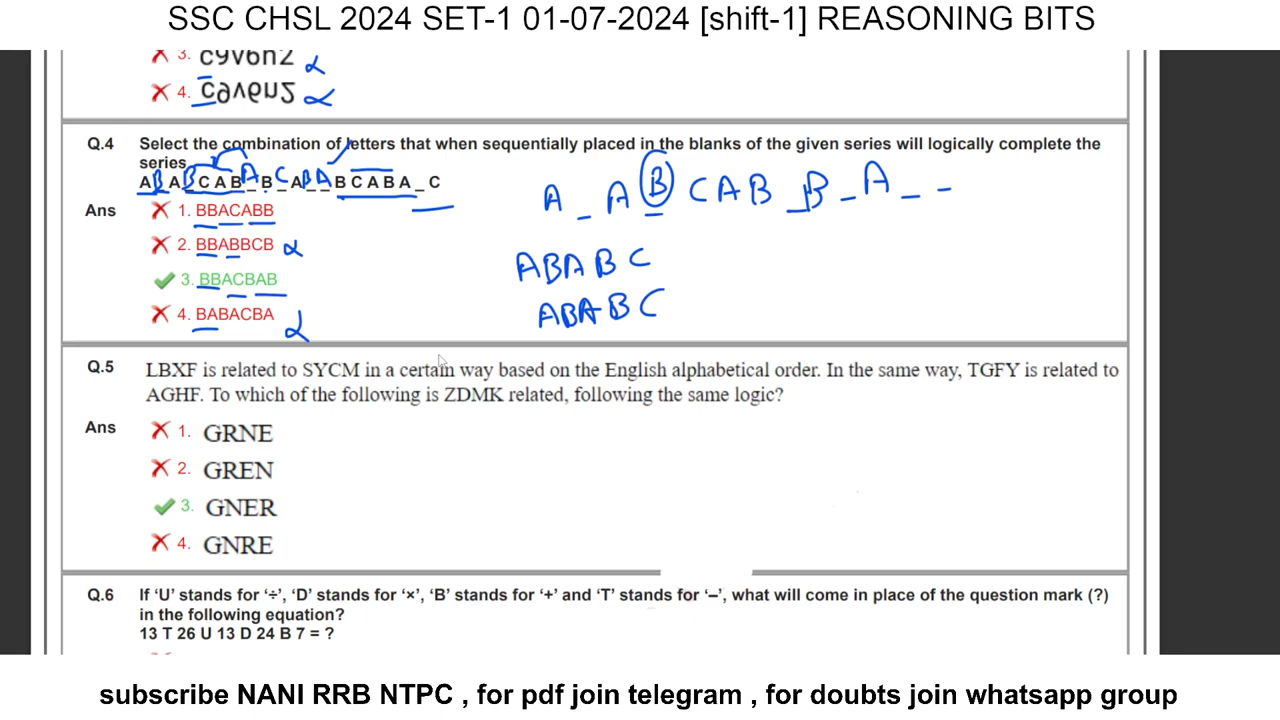 SSC CHSL 2024 SET-1 01-07-2024 [shift-1] REASONING BITS
✗ 3. cyven2 α
✗ 4. α
Q.4 Select the combination of letters that when sequentially placed in the blanks of the given series will logically complete the
series.
A B A B C A B A B C A B A B C A B A _ C
A _ A B C A B _ B _ A _ _
Ans ✗ 1. BBACABB
✗ 2. BBABBCB α
A B A B C
✓ 3. BBACBAB
A B A B C
✗ 4. BABACBA α
Q.5 LBXF is related to SYCM in a certain way based on the English alphabetical order. In the same way, TGFY is related to
AGHF. To which of the following is ZDMK related, following the same logic?
Ans ✗ 1. GRNE
✗ 2. GREN
✓ 3. GNER
✗ 4. GNRE
Q.6 If ‘U’ stands for ‘÷’, ‘D’ stands for ‘×’, ‘B’ stands for ‘+’ and ‘T’ stands for ‘–’, what will come in place of the question mark (?)
in the following equation?
13 T 26 U 13 D 24 B 7 = ?
subscribe NANI RRB NTPC , for pdf join telegram , for doubts join whatsapp group